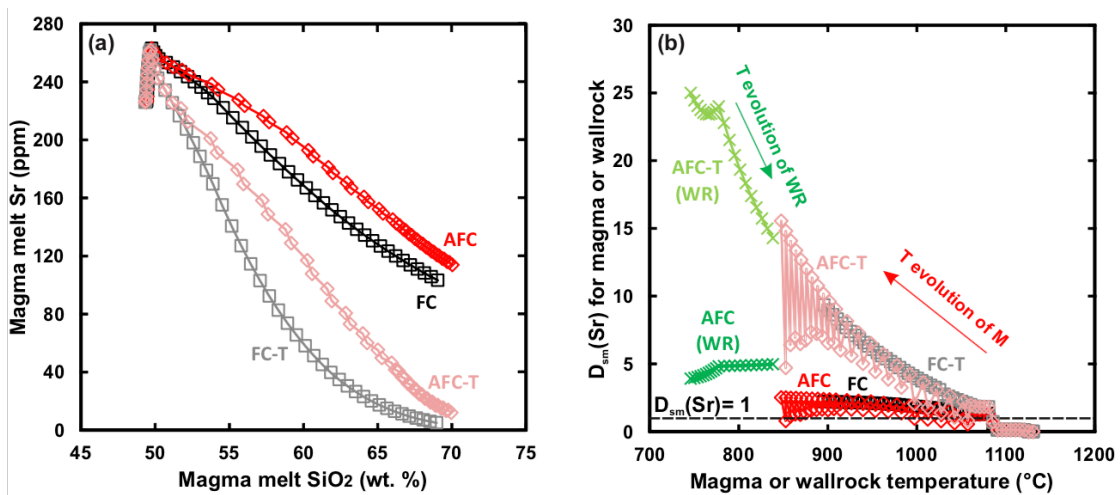 (a)
280
240
200
160
120
80
40
0
Magma melt Sr (ppm)
AFC
FC
FC-T
AFC-T
45 50 55 60 65 70 75
Magma melt SiO2 (wt. %)
(b)
30
25
20
15
10
5
0
Dsm(Sr) for magma or wallrock
T evolution of WR
AFC-T
(WR)
AFC-T
T evolution of M
AFC
(WR)
FC-T
AFC
FC
Dsm(Sr)= 1
700 800 900 1000 1100 1200
Magma or wallrock temperature (°C)